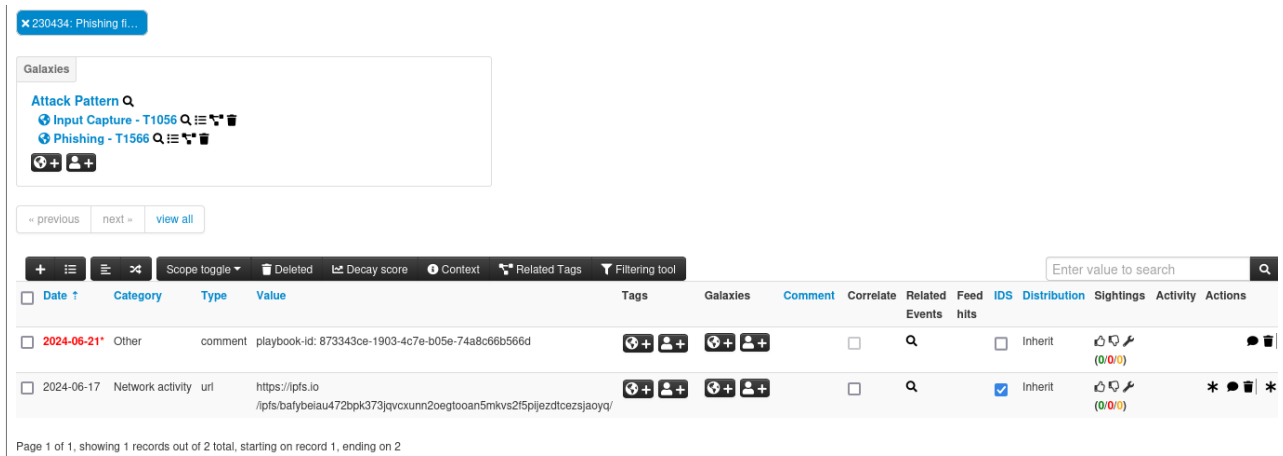 230434: Phishing fi...
Galaxies
Attack Pattern
Input Capture - T1056
Phishing - T1566
« previous next » view all
Scope toggle Deleted Decay score Context Related Tags Filtering tool Enter value to search
Date ↑ Category Type Value Tags Galaxies Comment Correlate Related Events Feed hits IDS Distribution Sightings Activity Actions
2024-06-21* Other comment playbook-id: 873343ce-1903-4c7e-b05e-74a8c66b566d Inherit
(0/0/0)
2024-06-17 Network activity url https://ipfs.io Inherit
/ipfs/bafybeiau472bpk373jqvcxunn2oegtooan5mkvs2f5pijezdtcezsjaoyq/ (0/0/0)
Page 1 of 1, showing 1 records out of 2 total, starting on record 1, ending on 2